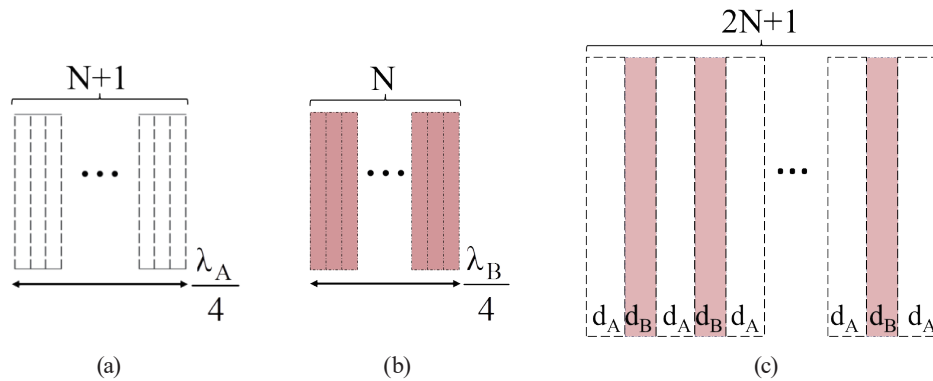 N+1
λ_A
4
(a)
N
λ_B
4
(b)
2N+1
d_A d_B d_A d_B d_A d_A d_B d_A
(c)